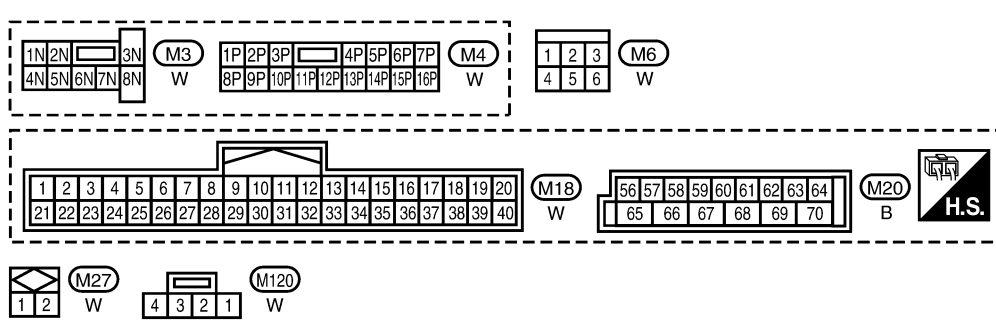 1N 2N 3N M3
4N 5N 6N 7N 8N W
1P 2P 3P 4P 5P 6P 7P M4
8P 9P 10P 11P 12P 13P 14P 15P 16P W
1 2 3 M6
4 5 6 W
1 2 3 4 5 6 7 8 9 10 11 12 13 14 15 16 17 18 19 20 M18
21 22 23 24 25 26 27 28 29 30 31 32 33 34 35 36 37 38 39 40 W
56 57 58 59 60 61 62 63 64 M20
65 66 67 68 69 70 B
H.S.
M27
1 2 W
M120
4 3 2 1 W